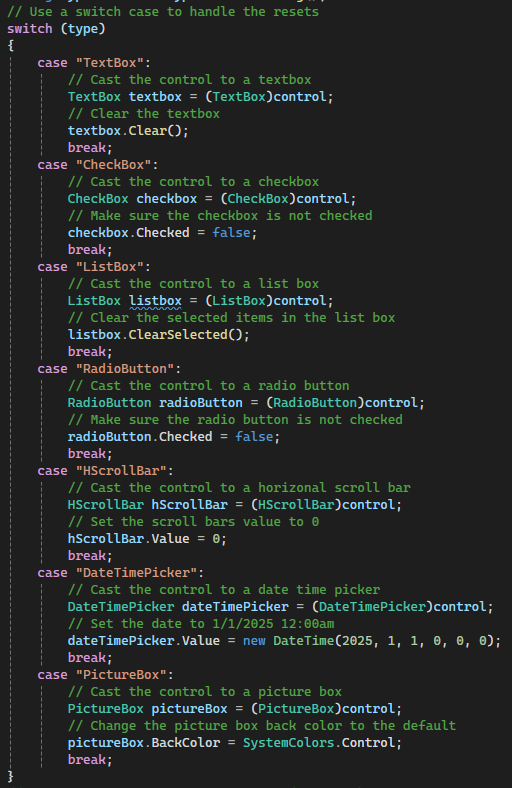 // Use a switch case to handle the resets
switch (type)
{
case "TextBox":
// Cast the control to a textbox
TextBox textbox = (TextBox)control;
// Clear the textbox
textbox.Clear();
break;
case "CheckBox":
// Cast the control to a checkbox
CheckBox checkbox = (CheckBox)control;
// Make sure the checkbox is not checked
checkbox.Checked = false;
break;
case "ListBox":
// Cast the control to a list box
ListBox listbox = (ListBox)control;
// Clear the selected items in the list box
listbox.ClearSelected();
break;
case "RadioButton":
// Cast the control to a radio button
RadioButton radioButton = (RadioButton)control;
// Make sure the radio button is not checked
radioButton.Checked = false;
break;
case "HScrollBar":
// Cast the control to a horizonal scroll bar
HScrollBar hScrollBar = (HScrollBar)control;
// Set the scroll bars value to 0
hScrollBar.Value = 0;
break;
case "DateTimePicker":
// Cast the control to a date time picker
DateTimePicker dateTimePicker = (DateTimePicker)control;
// Set the date to 1/1/2025 12:00am
dateTimePicker.Value = new DateTime(2025, 1, 1, 0, 0, 0);
break;
case "PictureBox":
// Cast the control to a picture box
PictureBox pictureBox = (PictureBox)control;
// Change the picture box back color to the default
pictureBox.BackColor = SystemColors.Control;
break;
}